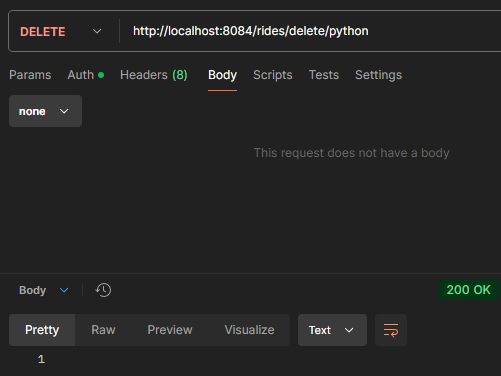 DELETE http://localhost:8084/rides/delete/python
Params Auth Headers (8) Body Scripts Tests Settings
none
This request does not have a body
Body 200 OK
Pretty Raw Preview Visualize Text
1